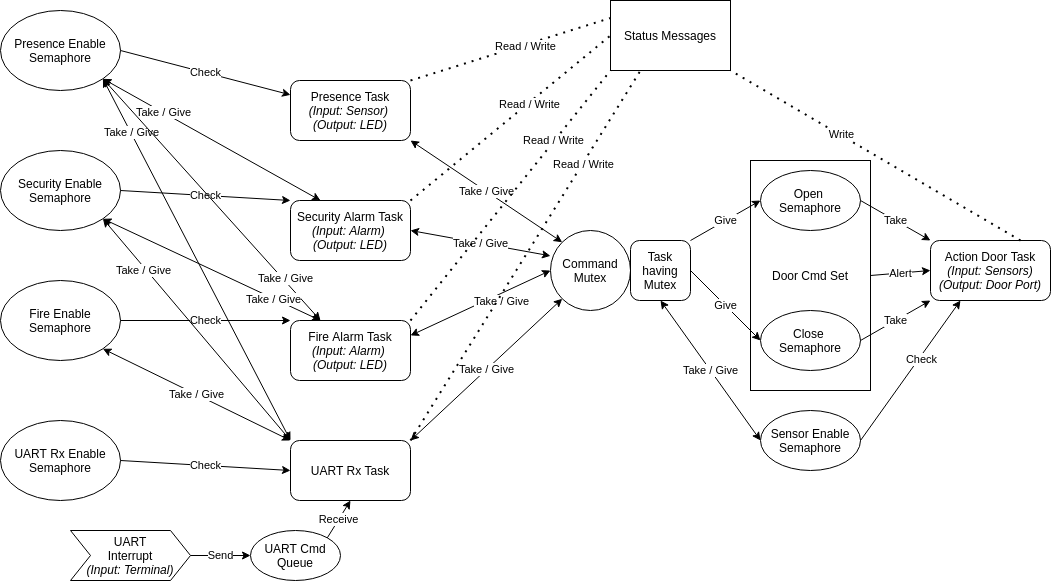 Presence Enable
Semaphore
Check
Presence Task
(Input: Sensor)
(Output: LED)
Read / Write
Status Messages
Take / Give
Take / Give
Read / Write
Read / Write
Read / Write
Write
Security Enable
Semaphore
Check
Security Alarm Task
(Input: Alarm)
(Output: LED)
Take / Give
Take / Give
Command
Mutex
Task
having
Mutex
Give
Open
Semaphore
Take
Door Cmd Set
Alert
Action Door Task
(Input: Sensors)
(Output: Door Port)
Take / Give
Take / Give
Take / Give
Take / Give
Give
Fire Enable
Semaphore
Check
Fire Alarm Task
(Input: Alarm)
(Output: LED)
Close
Semaphore
Take
Check
Take / Give
Take / Give
Take / Give
UART Rx Enable
Semaphore
Check
UART Rx Task
Sensor Enable
Semaphore
Receive
UART
Interrupt
(Input: Terminal)
Send
UART Cmd
Queue